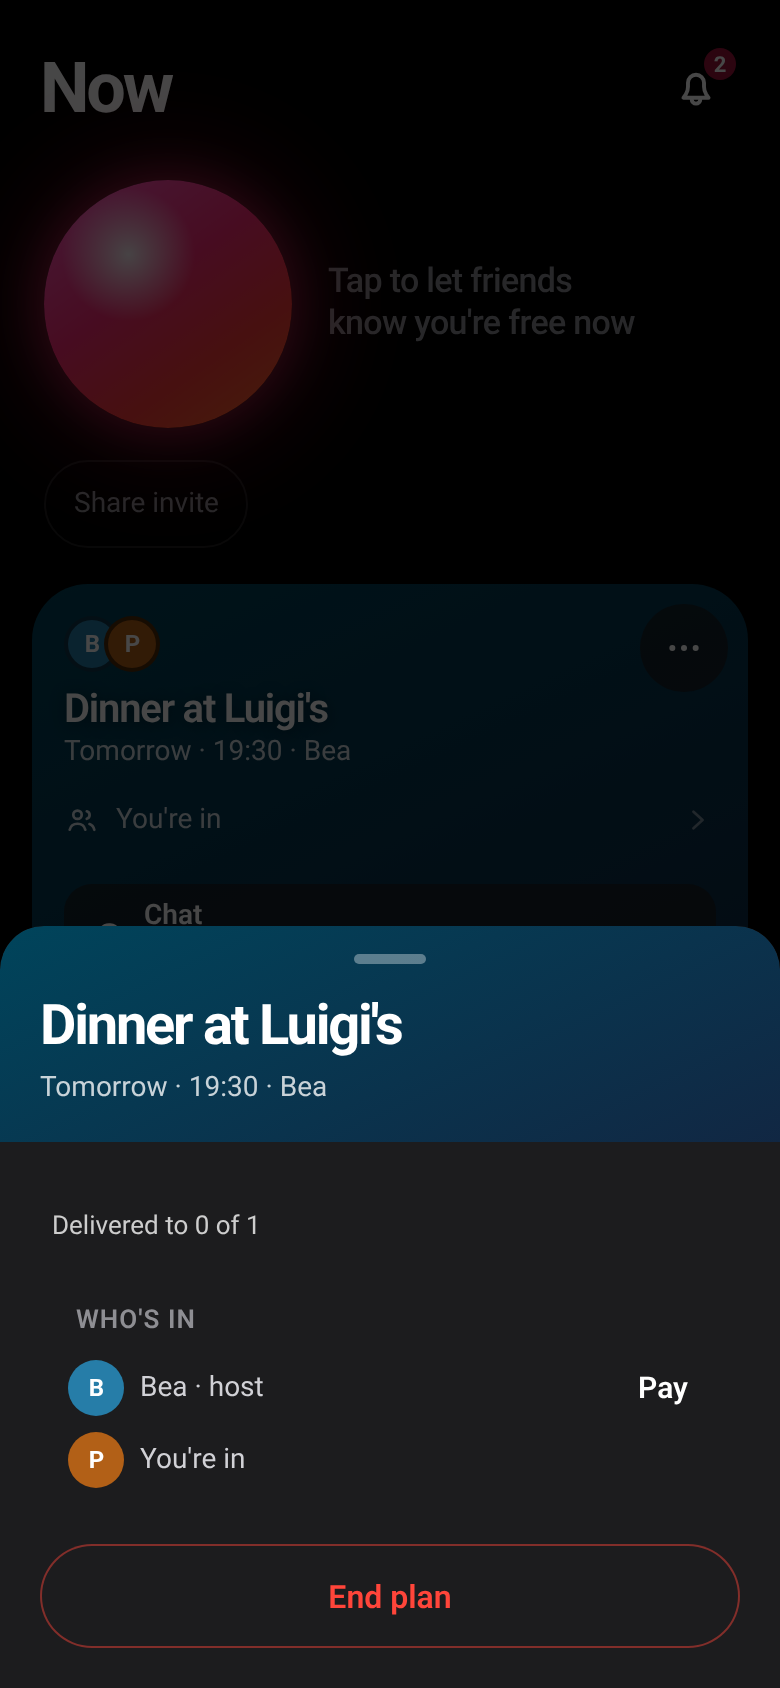 Now
2
Tap to let friends
know you're free now
Share invite
B P
Dinner at Luigi's
Tomorrow · 19:30 · Bea
You're in
Chat
Dinner at Luigi's
Tomorrow · 19:30 · Bea
Delivered to 0 of 1
WHO'S IN
B Bea · host Pay
P You're in
End plan